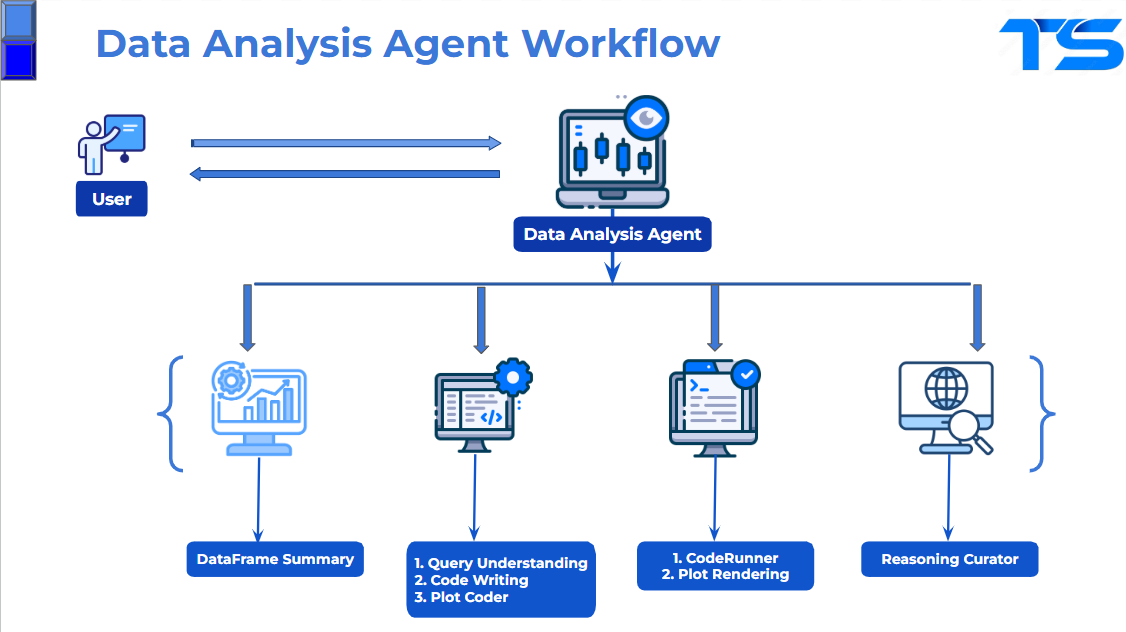 Data Analysis Agent Workflow
TS
User
Data Analysis Agent
DataFrame Summary
1. Query Understanding
2. Code Writing
3. Plot Coder
1. CodeRunner
2. Plot Rendering
Reasoning Curator